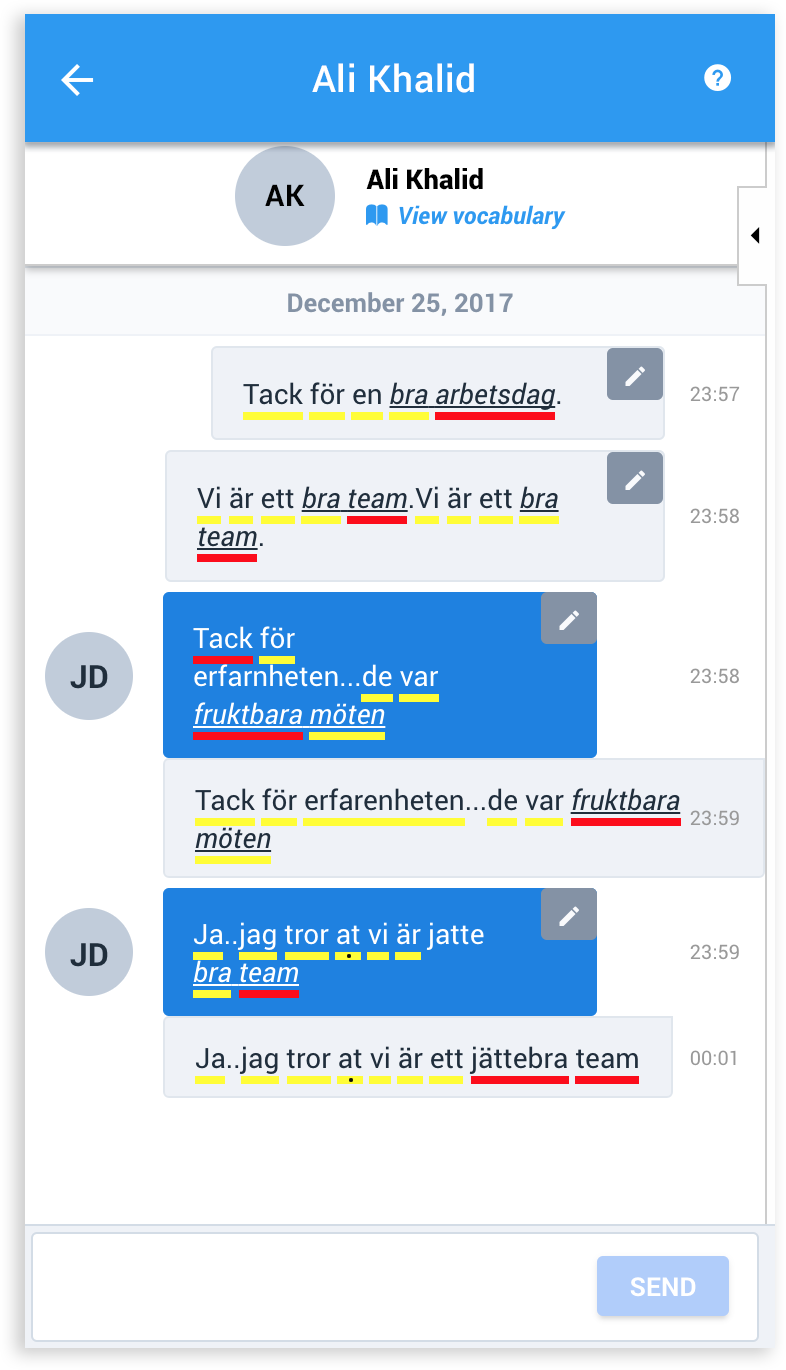 Ali Khalid
?
AK
Ali Khalid
View vocabulary
December 25, 2017
Tack för en bra arbetsdag.
23:57
Vi är ett bra team.Vi är ett bra
team.
23:58
JD
Tack för
erfarnheten...de var
fruktbara möten
23:58
Tack för erfarenheten...de var fruktbara
möten
23:59
JD
Ja..jag tror at vi är jatte
bra team
23:59
Ja..jag tror at vi är ett jättebra team
00:01
SEND